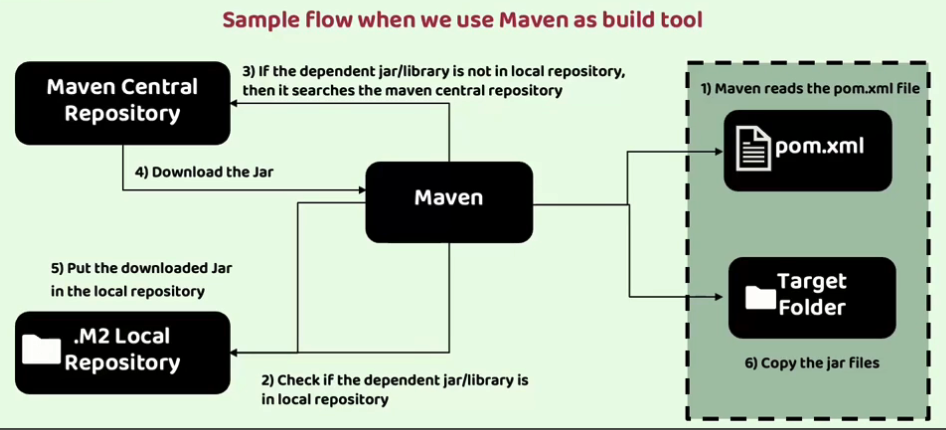 Sample flow when we use Maven as build tool
Maven Central
Repository
3) If the dependent jar/library is not in local repository,
then it searches the maven central repository
1) Maven reads the pom.xml file
pom.xml
4) Download the Jar
Maven
5) Put the downloaded Jar
in the local repository
.M2 Local
Repository
2) Check if the dependent jar/library is
in local repository
Target
Folder
6) Copy the jar files